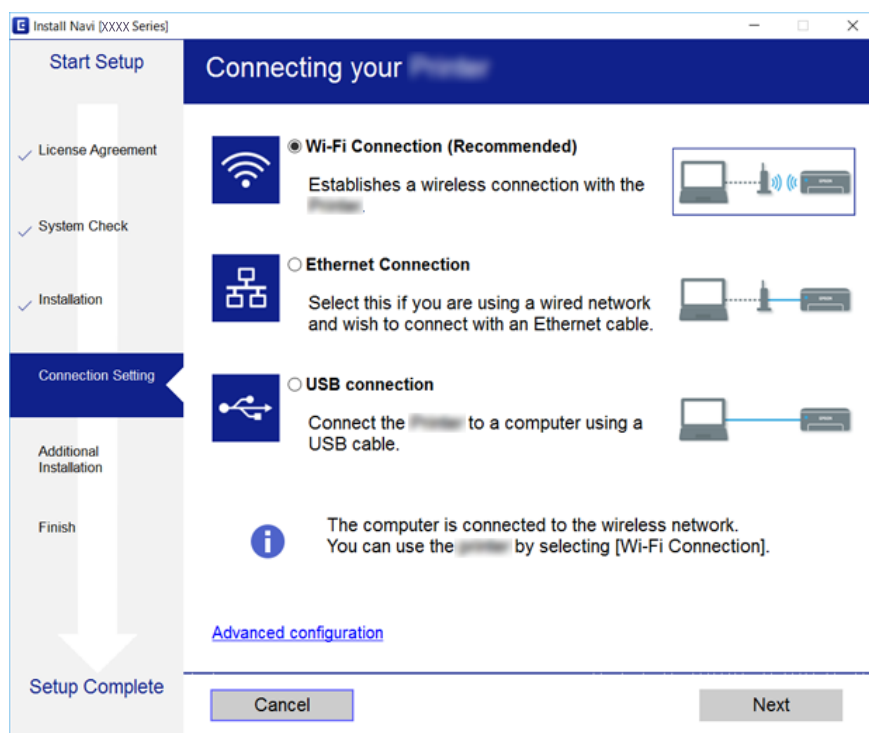 Install Navi [XXXX Series]
Start Setup
License Agreement
System Check
Installation
Connection Setting
Additional
Installation
Finish
Setup Complete
Connecting your
Wi-Fi Connection (Recommended)
Establishes a wireless connection with the
.
Ethernet Connection
Select this if you are using a wired network
and wish to connect with an Ethernet cable.
USB connection
Connect the to a computer using a
USB cable.
The computer is connected to the wireless network.
You can use the by selecting [Wi-Fi Connection].
Advanced configuration
Cancel
Next